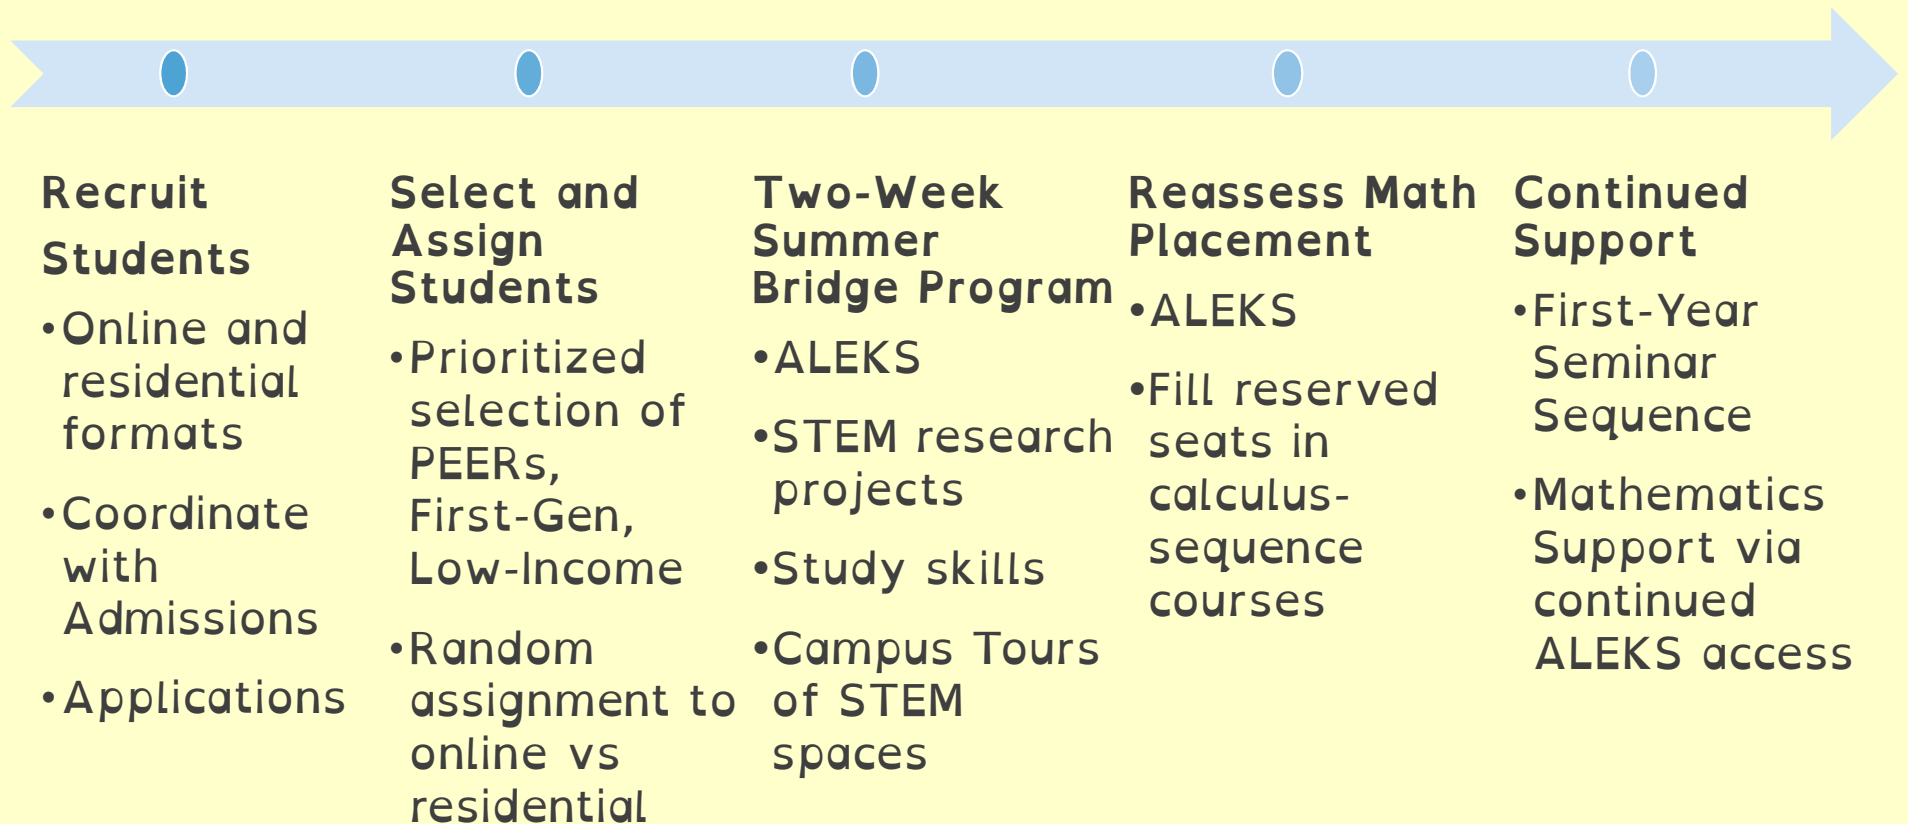 Recruit
Students
•Online and
residential
formats
•Coordinate
with
Admissions
•Applications
Select and
Assign
Students
•Prioritized
selection of
PEERs,
First-Gen,
Low-Income
•Random
assignment to
online vs
residential
Two-Week
Summer
Bridge Program
•ALEKS
•STEM research
projects
•Study skills
•Campus Tours
of STEM
spaces
Reassess Math
Placement
•ALEKS
•Fill reserved
seats in
calculus-
sequence
courses
Continued
Support
•First-Year
Seminar
Sequence
•Mathematics
Support via
continued
ALEKS access